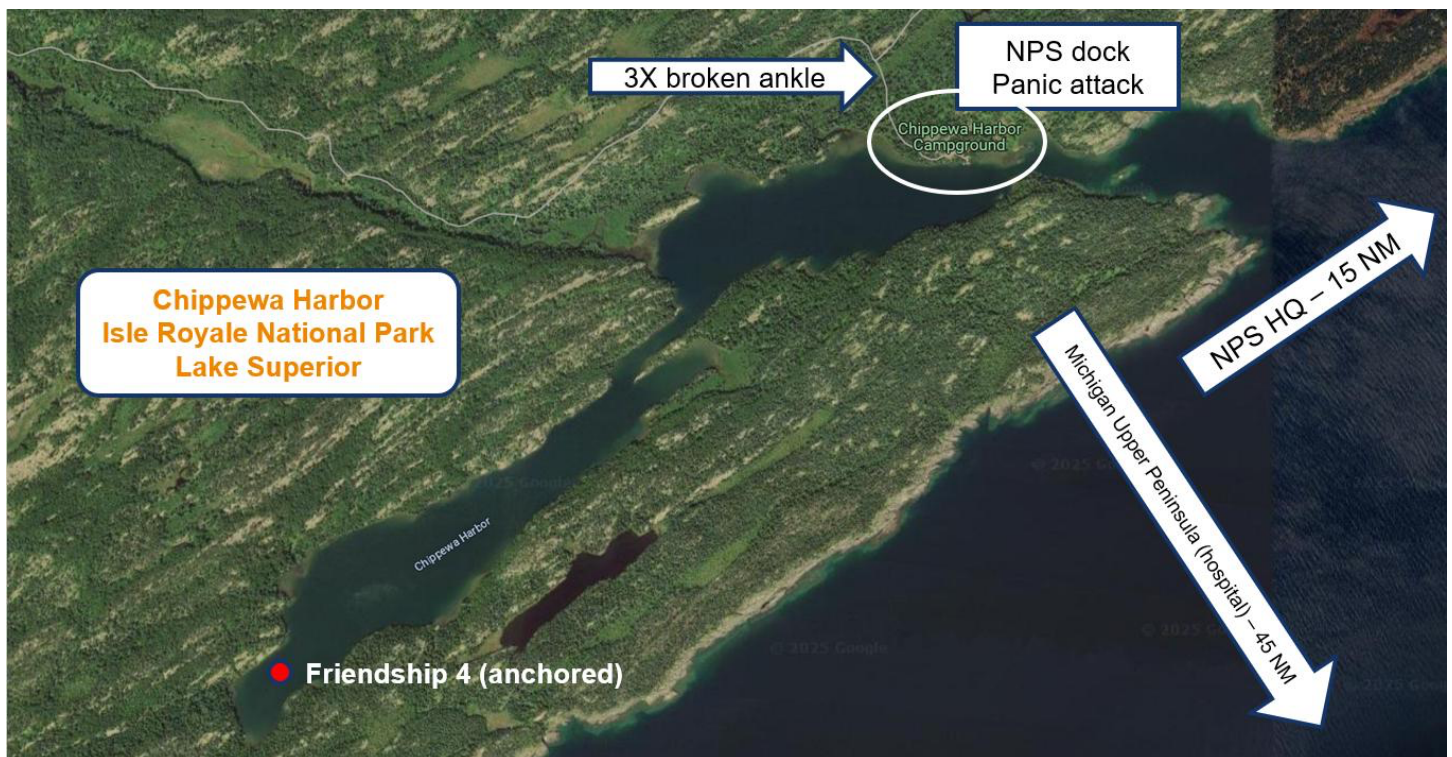 3X broken ankle
NPS dock
Panic attack
Chippewa Harbor
Campground
Chippewa Harbor
Isle Royale National Park
Lake Superior
NPS HQ – 15 NM
Michigan Upper Peninsula (hospital) – 45 NM
Chippewa Harbor
Friendship 4 (anchored)
© 2025 Google
2025 Google
© 2025 Google
© 2025 Google